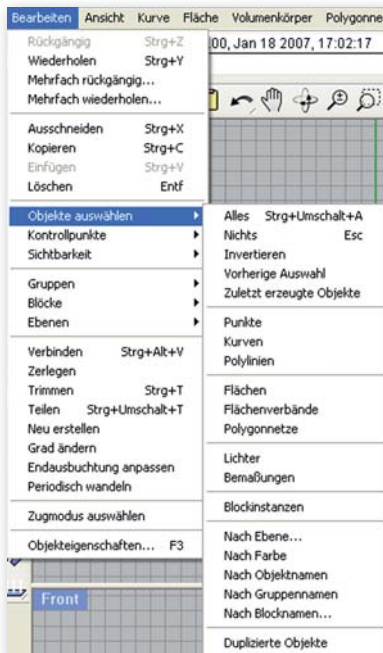 Bearbeiten Ansicht Kurve Fläche Volumenkörper Polygonne
00, Jan 18 2007, 17:02:17
Rückgängig Strg+Z
Wiederholen Strg+Y
Mehrfach rückgängig...
Mehrfach wiederholen...
Ausschneiden Strg+X
Kopieren Strg+C
Einfügen Strg+V
Löschen Entf
Objekte auswählen
Kontrollpunkte
Sichtbarkeit
Gruppen
Blöcke
Ebenen
Verbinden Strg+Alt+V
Zerlegen
Trimmen Strg+T
Teilen Strg+Umschalt+T
Neu erstellen
Grad ändern
Endausbuchtung anpassen
Periodisch wandeln
Zugmodus auswählen
Objekteigenschaften... F3
Front
Alles Strg+Umschalt+A
Nichts Esc
Invertieren
Vorherige Auswahl
Zuletzt erzeugte Objekte
Punkte
Kurven
Polylinien
Flächen
Flächenverbände
Polygonnetze
Lichter
Bemaßungen
Blockinstanzen
Nach Ebene...
Nach Farbe
Nach Objektnamen
Nach Gruppennamen
Nach Blocknamen...
Duplizierte Objekte